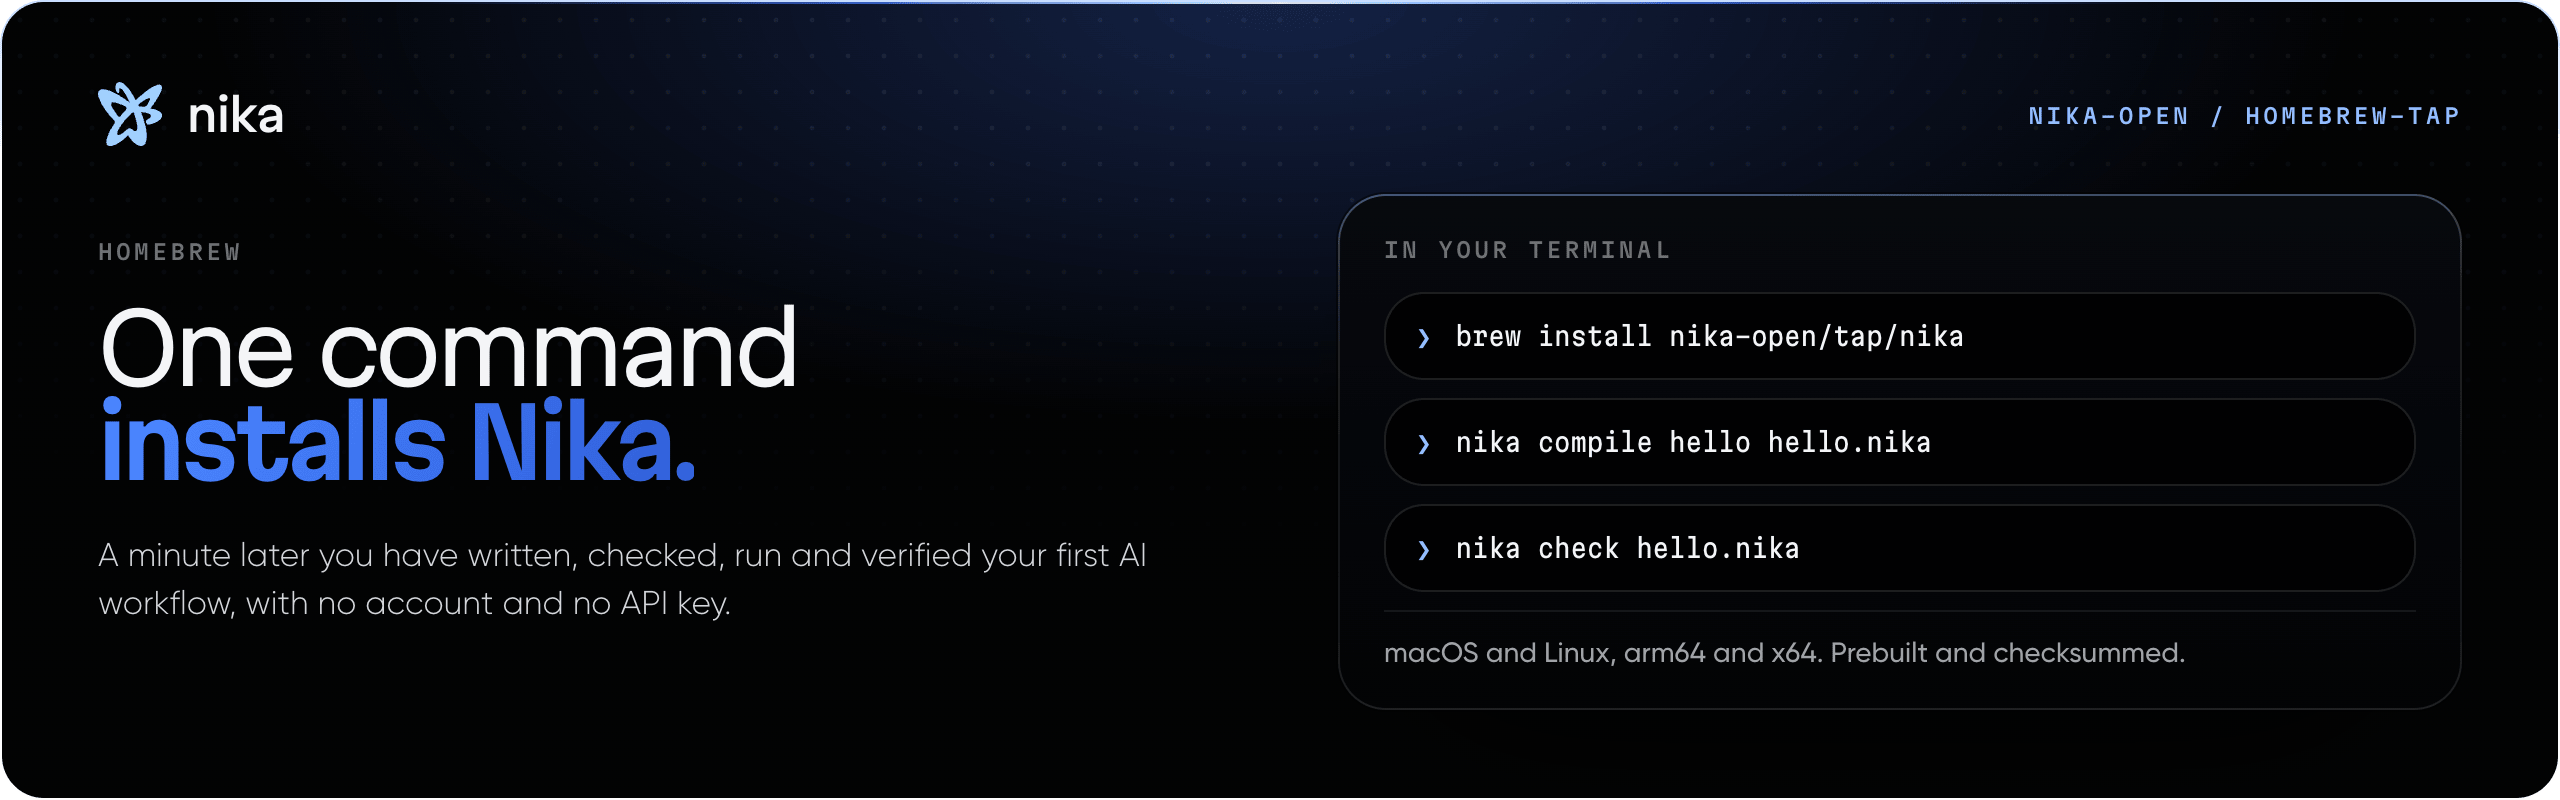 nika
NIKA-OPEN / HOMEBREW-TAP
HOMEBREW
One command
installs Nika.
A minute later you have written, checked, run and verified your first AI
workflow, with no account and no API key.
IN YOUR TERMINAL
❯ brew install nika-open/tap/nika
❯ nika compile hello hello.nika
❯ nika check hello.nika
macOS and Linux, arm64 and x64. Prebuilt and checksummed.